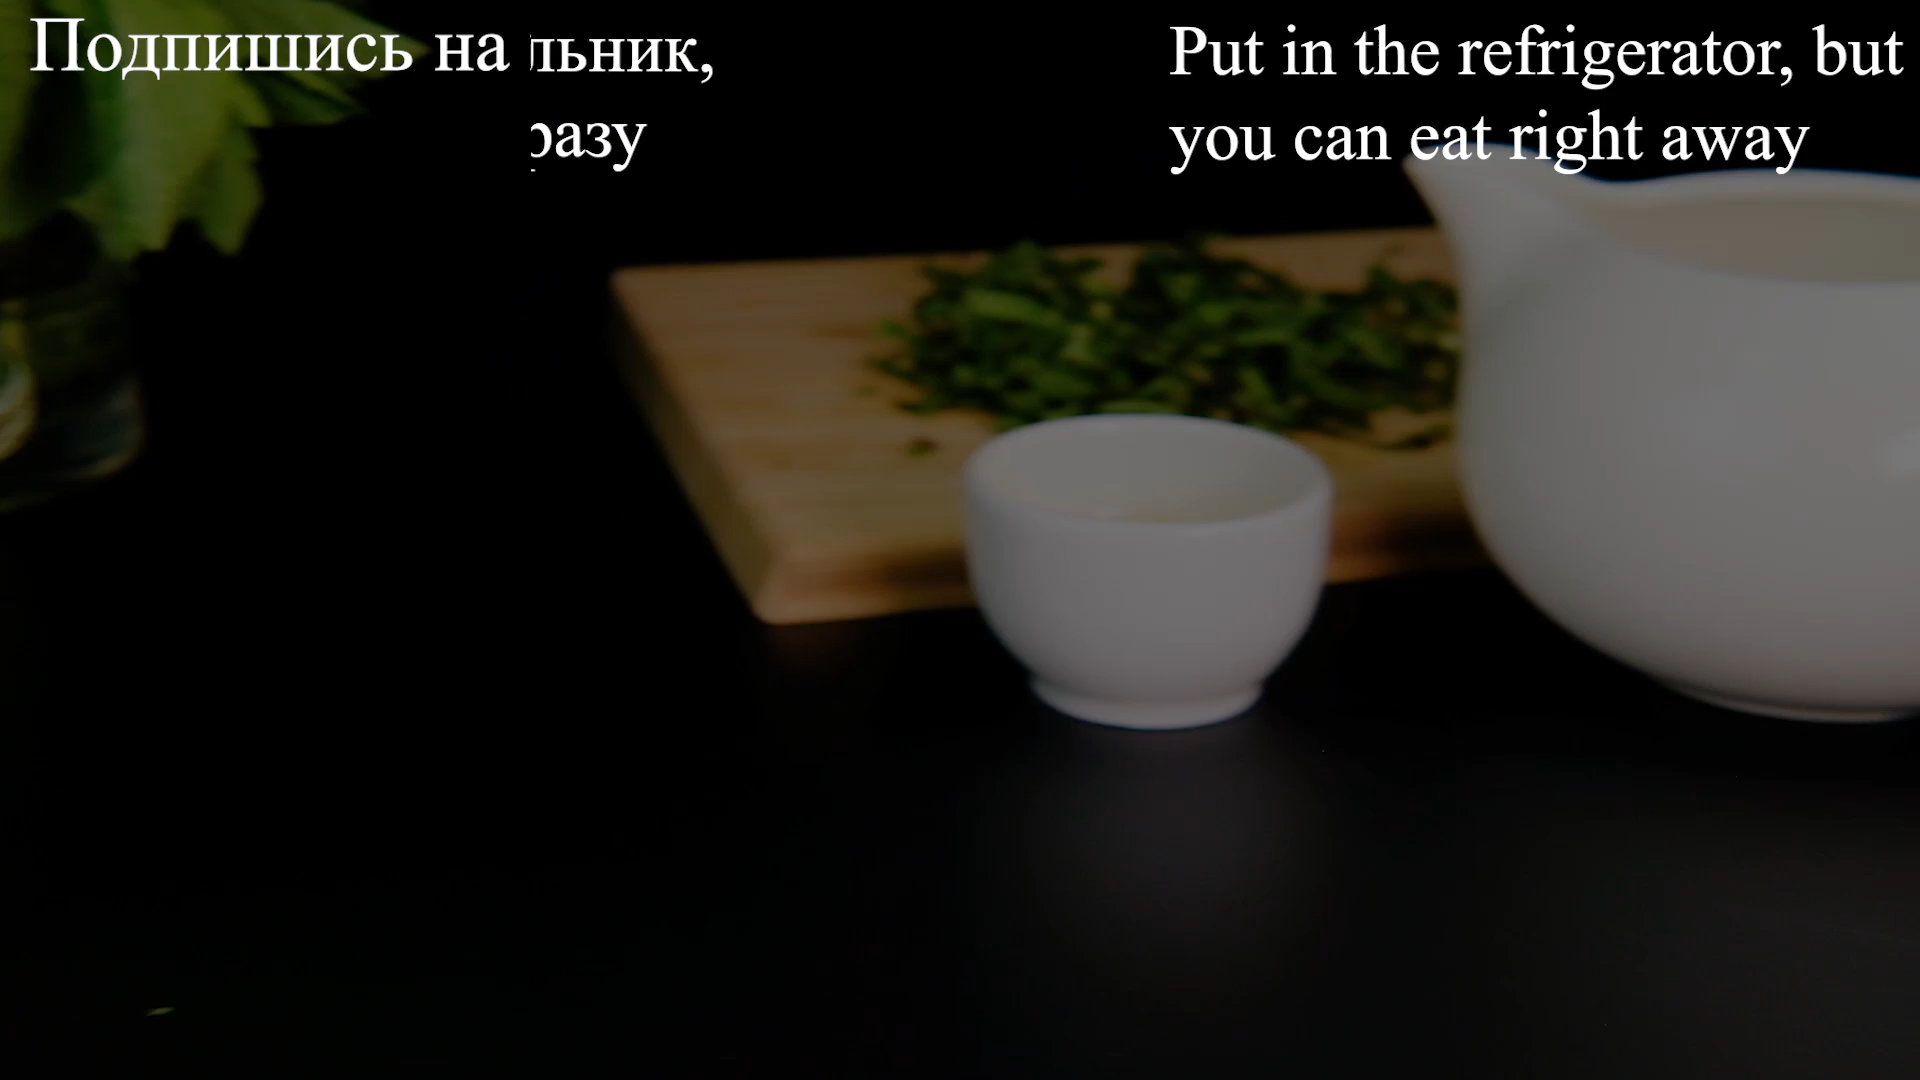 Подпишись на
льник,
разу
Put in the refrigerator, but
you can eat right away